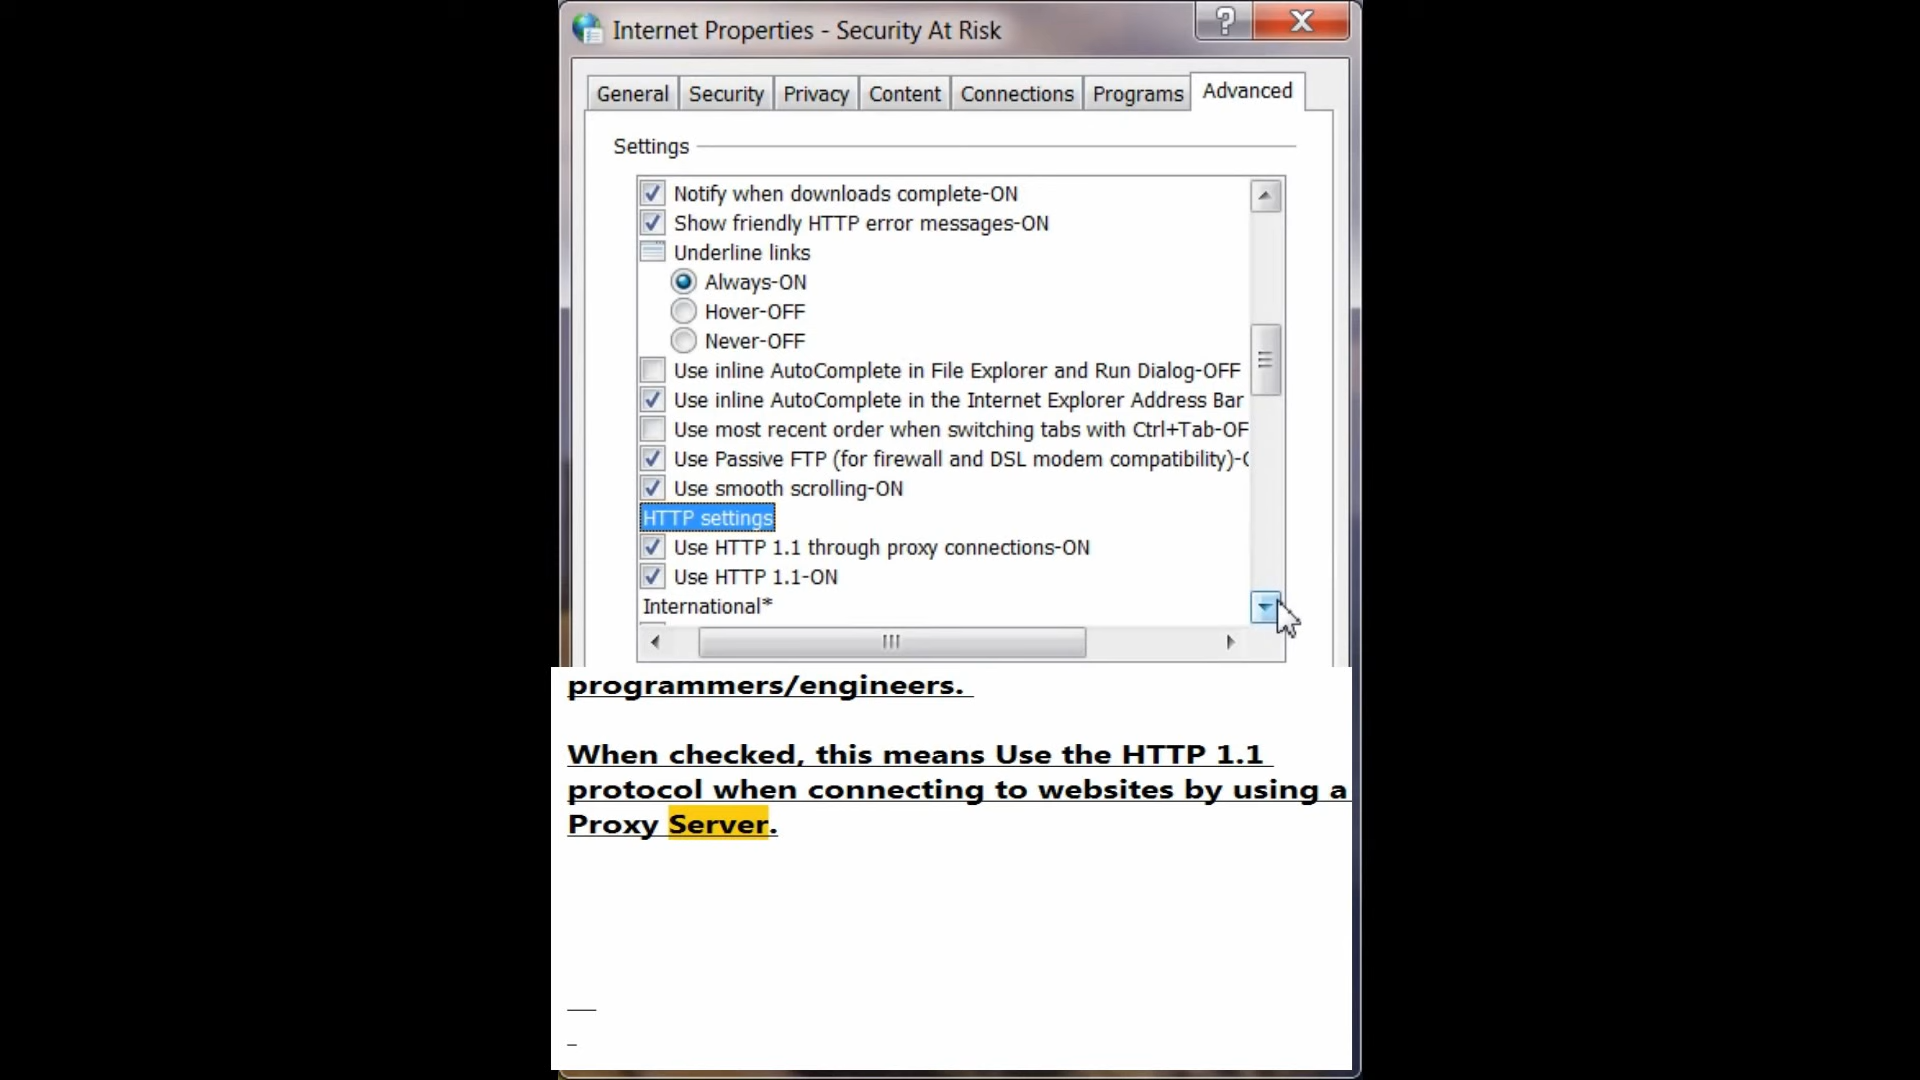 Internet Properties - Security At Risk
General Security Privacy Content Connections Programs Advanced
Settings
Notify when downloads complete-ON
Show friendly HTTP error messages-ON
Underline links
Always-ON
Hover-OFF
Never-OFF
Use inline AutoComplete in File Explorer and Run Dialog-OFF
Use inline AutoComplete in the Internet Explorer Address Bar
Use most recent order when switching tabs with Ctrl+Tab-OF
Use Passive FTP (for firewall and DSL modem compatibility)-
Use smooth scrolling-ON
HTTP settings
Use HTTP 1.1 through proxy connections-ON
Use HTTP 1.1-ON
International*
programmers/engineers.
When checked, this means Use the HTTP 1.1
protocol when connecting to websites by using a
Proxy Server.